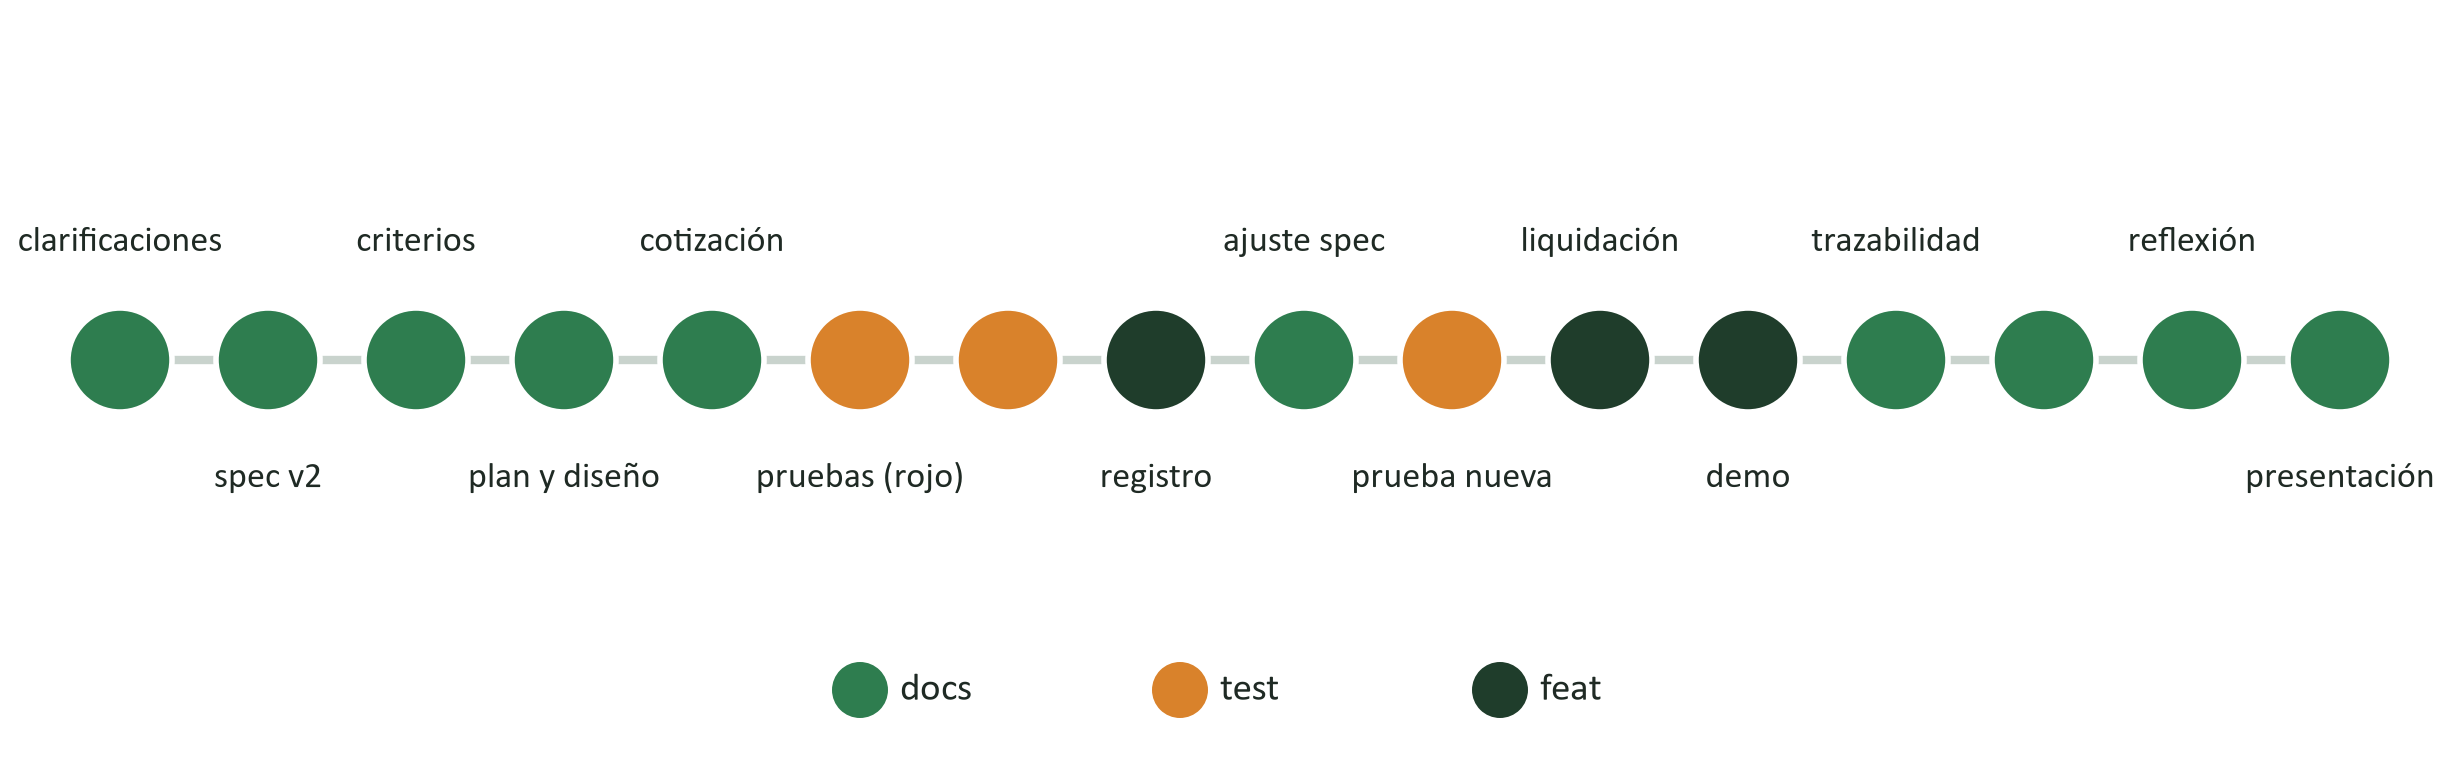 clarificaciones
criterios
cotización
ajuste spec
liquidación
trazabilidad
reflexión
spec v2
plan y diseño
pruebas (rojo)
registro
prueba nueva
demo
presentación
docs
test
feat